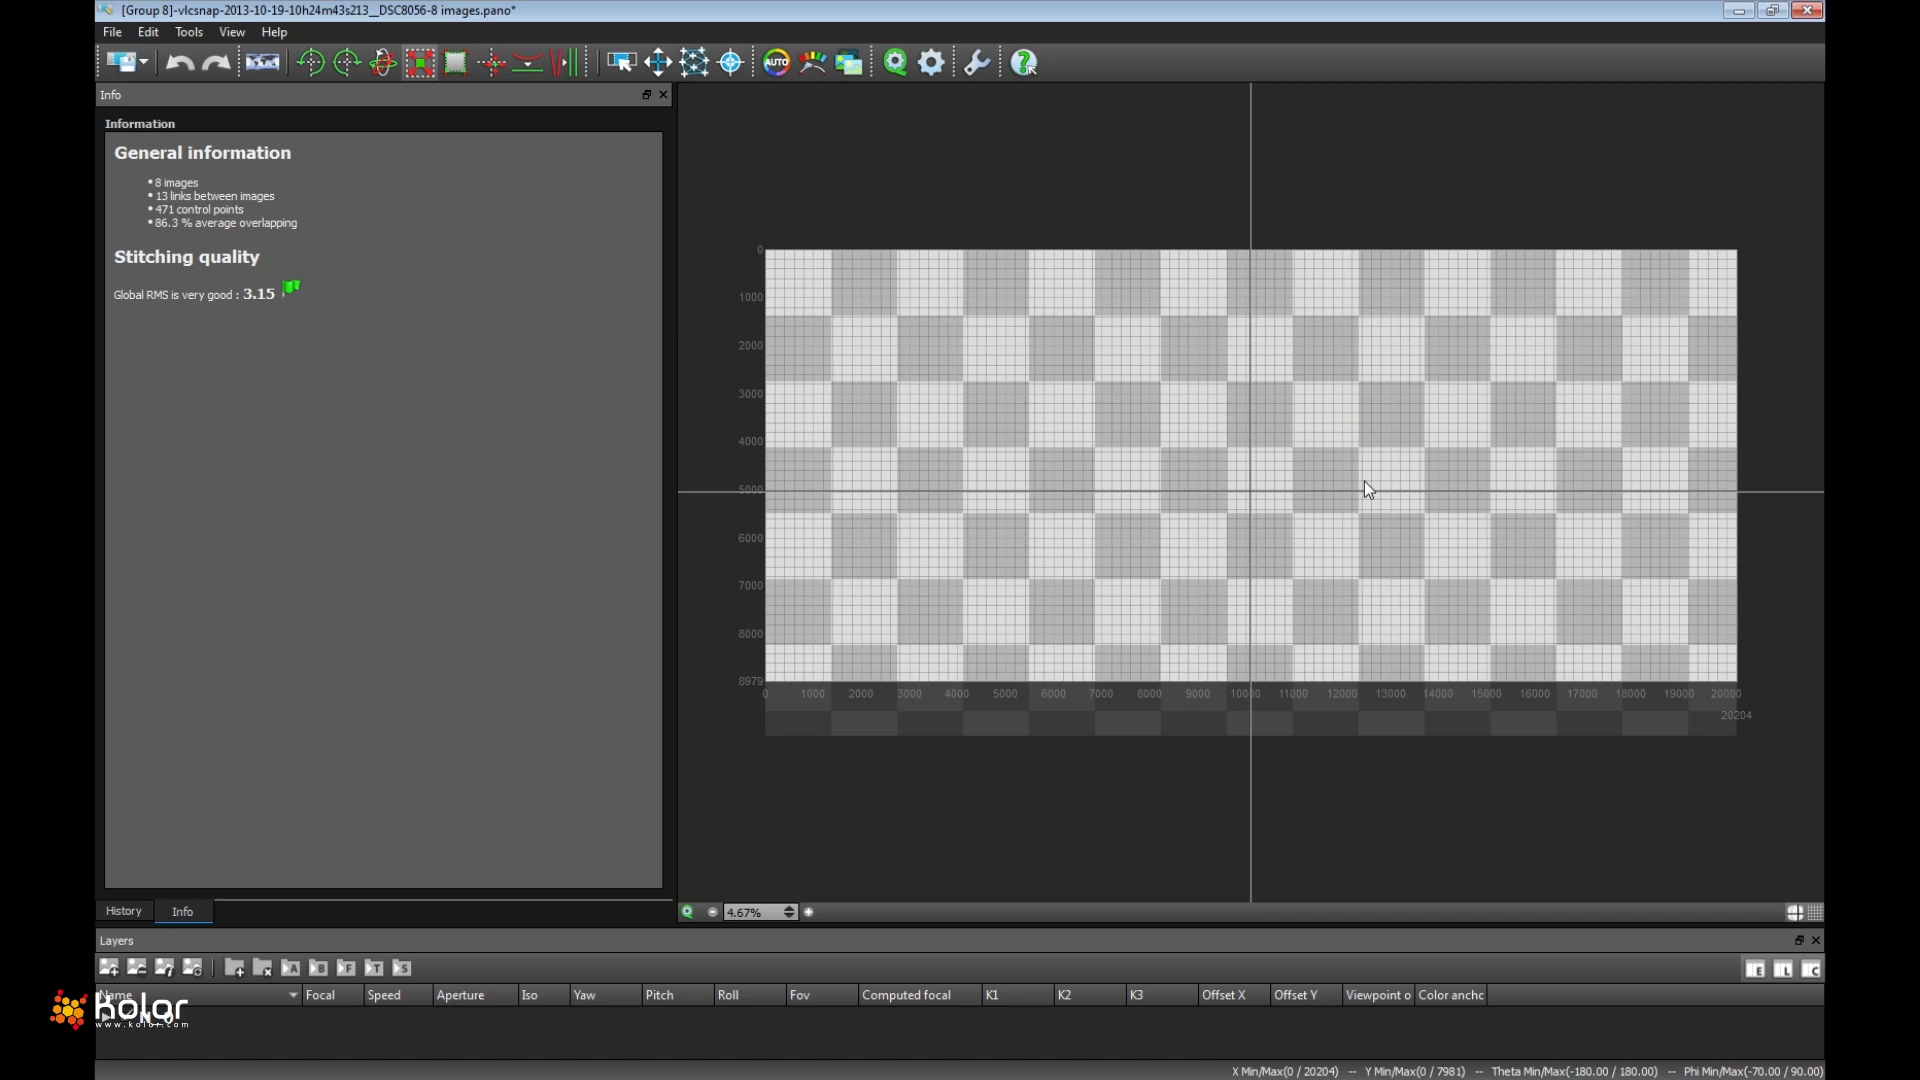 [Group 8]-vlcsnap-2013-10-19-10h24m43s213__DSC8056-8 images.pano*
File Edit Tools View Help
AUTO
Info
Information
General information
8 images
13 links between images
471 control points
86.3 % average overlapping
Stitching quality
Global RMS is very good : 3.15
0
1000
2000
3000
4000
5000
6000
7000
8000
8979
0 1000 2000 3000 4000 5000 6000 7000 8000 9000 10000 11000 12000 13000 14000 15000 16000 17000 18000 19000 20000
20204
4.67%
History Info
Layers
A B F T S
E L C
Name Focal Speed Aperture Iso Yaw Pitch Roll Fov Computed focal K1 K2 K3 Offset X Offset Y Viewpoint o Color anchc
kolor
www.kolor.com
X Min/Max(0 / 20204) -- Y Min/Max(0 / 7981) -- Theta Min/Max(-180.00 / 180.00) -- Phi Min/Max(-70.00 / 90.00)